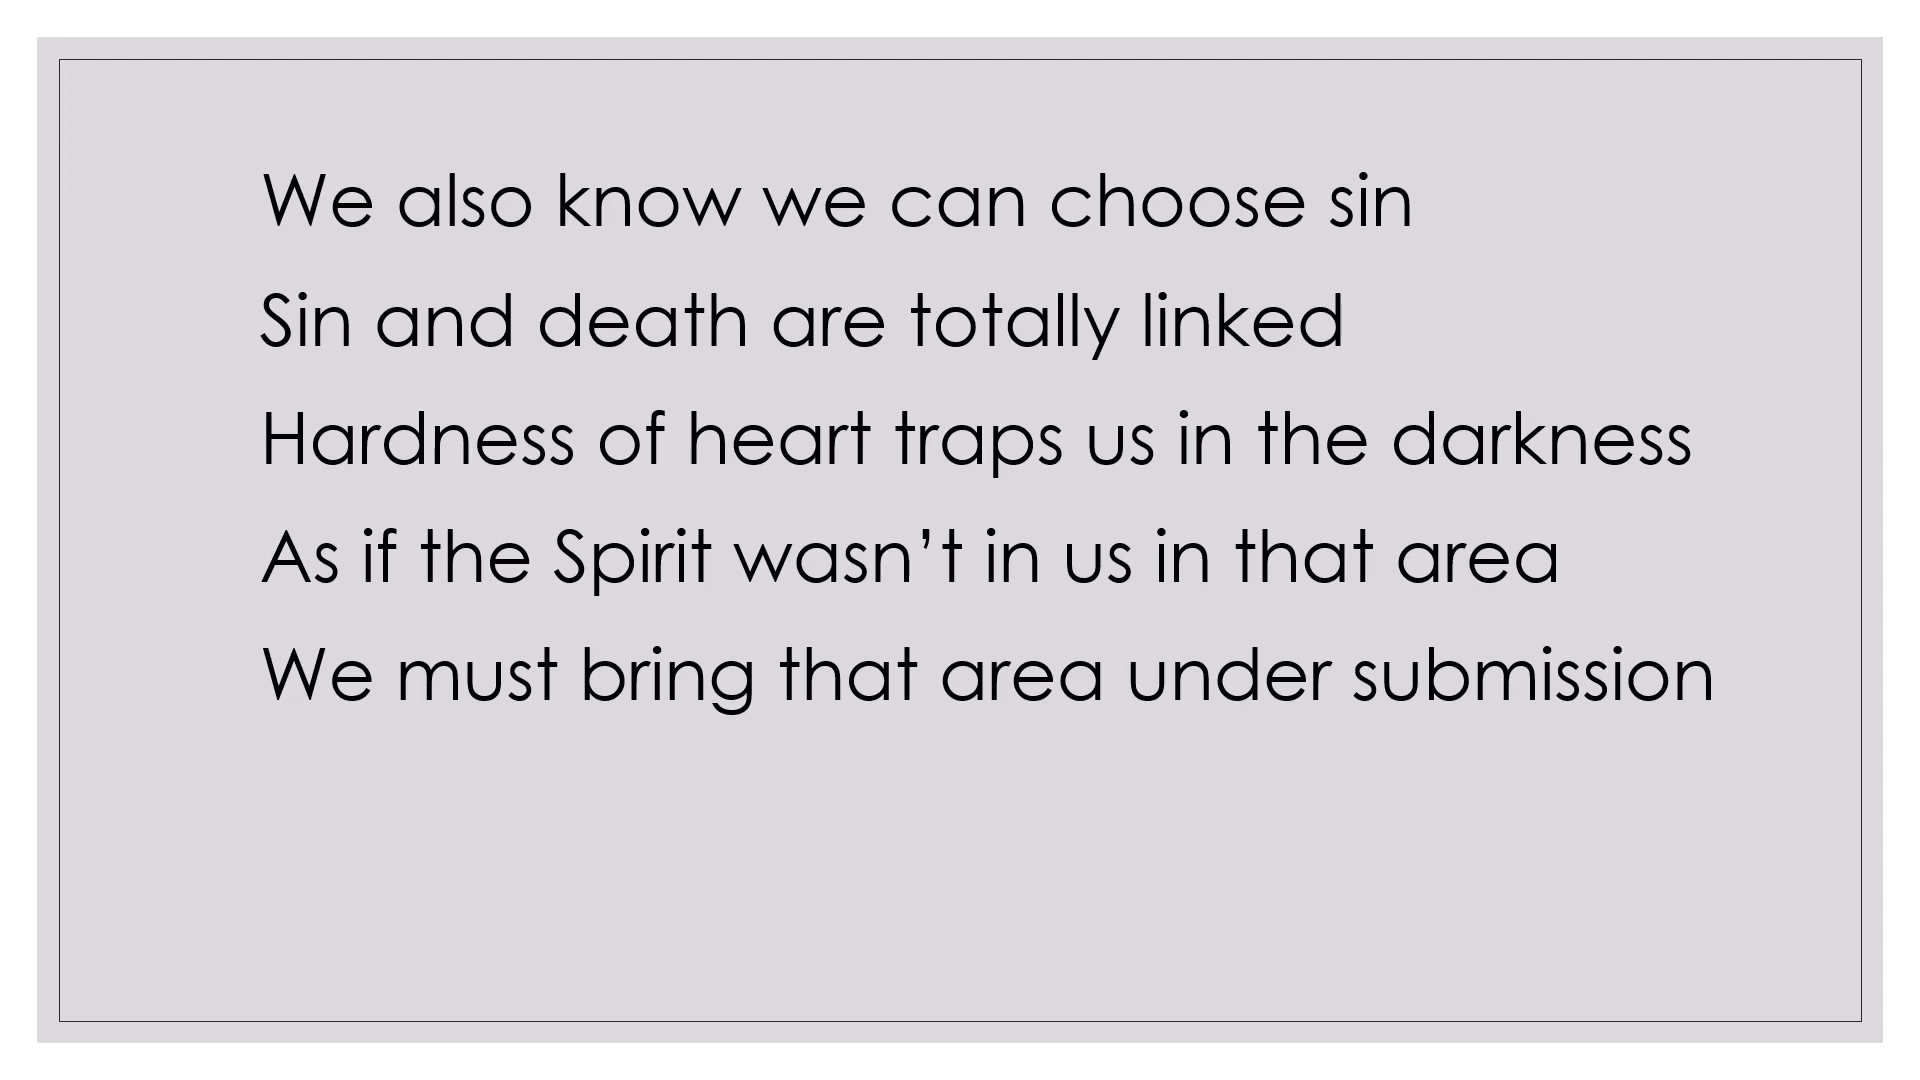 We also know we can choose sin
Sin and death are totally linked
Hardness of heart traps us in the darkness
As if the Spirit wasn’t in us in that area
We must bring that area under submission